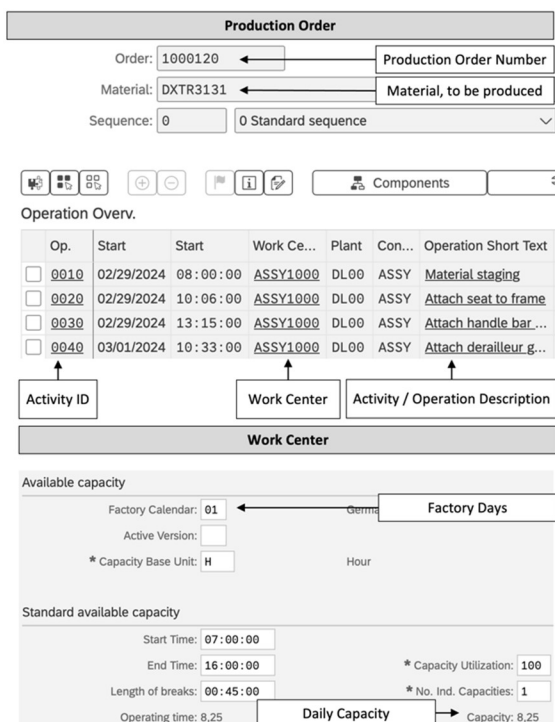 Production Order
Order: 1000120 Production Order Number
Material: DXTR3131 Material, to be produced
Sequence: 0 0 Standard sequence
Components
Operation Overv.
Op. Start Start Work Ce... Plant Con... Operation Short Text
0010 02/29/2024 08:00:00 ASSY1000 DL00 ASSY Material staging
0020 02/29/2024 10:06:00 ASSY1000 DL00 ASSY Attach seat to frame
0030 02/29/2024 13:15:00 ASSY1000 DL00 ASSY Attach handle bar ...
0040 03/01/2024 10:33:00 ASSY1000 DL00 ASSY Attach derailleur g...
Activity ID Work Center Activity / Operation Description
Work Center
Available capacity
Factory Calendar: 01 Germa Factory Days
Active Version:
* Capacity Base Unit: H Hour
Standard available capacity
Start Time: 07:00:00
End Time: 16:00:00 * Capacity Utilization: 100
Length of breaks: 00:45:00 * No. Ind. Capacities: 1
Operating time: 8,25 Daily Capacity Capacity: 8,25